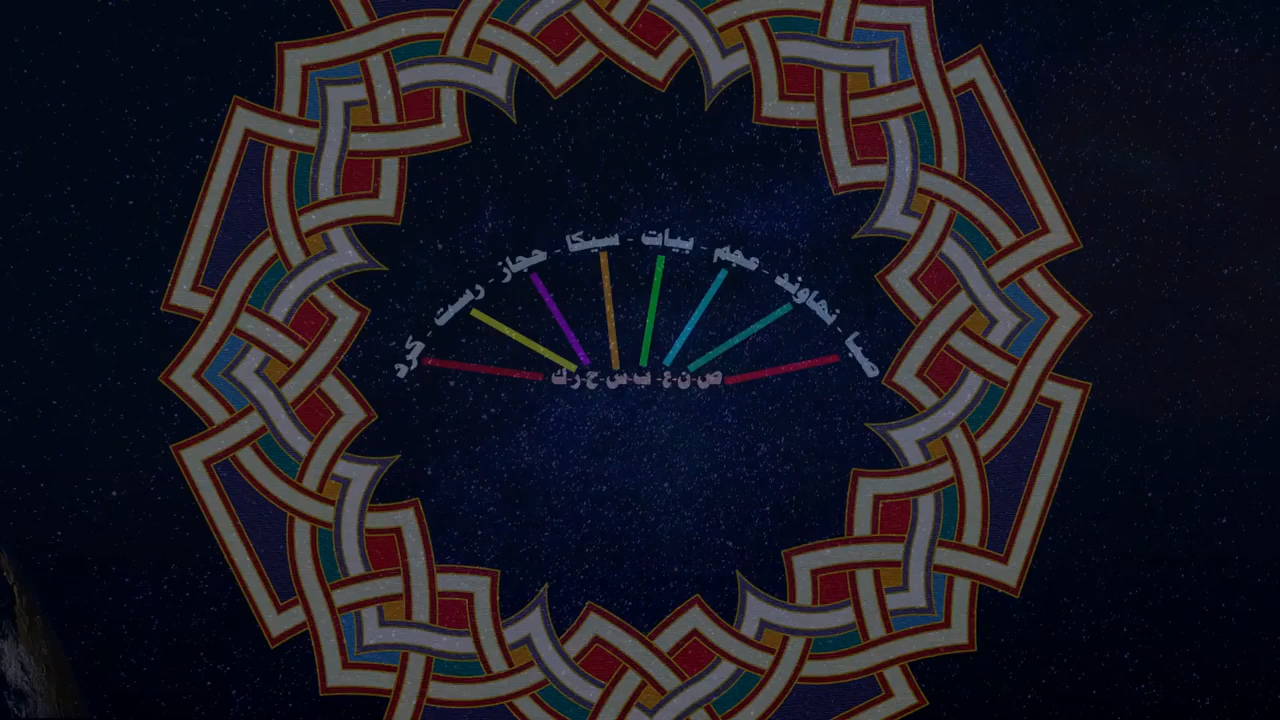 صبا - نهاوند - عجم - بيات - سيكا - حجاز - رست - كرد
ص-ن-ع-ب-س-ح-ر-ك